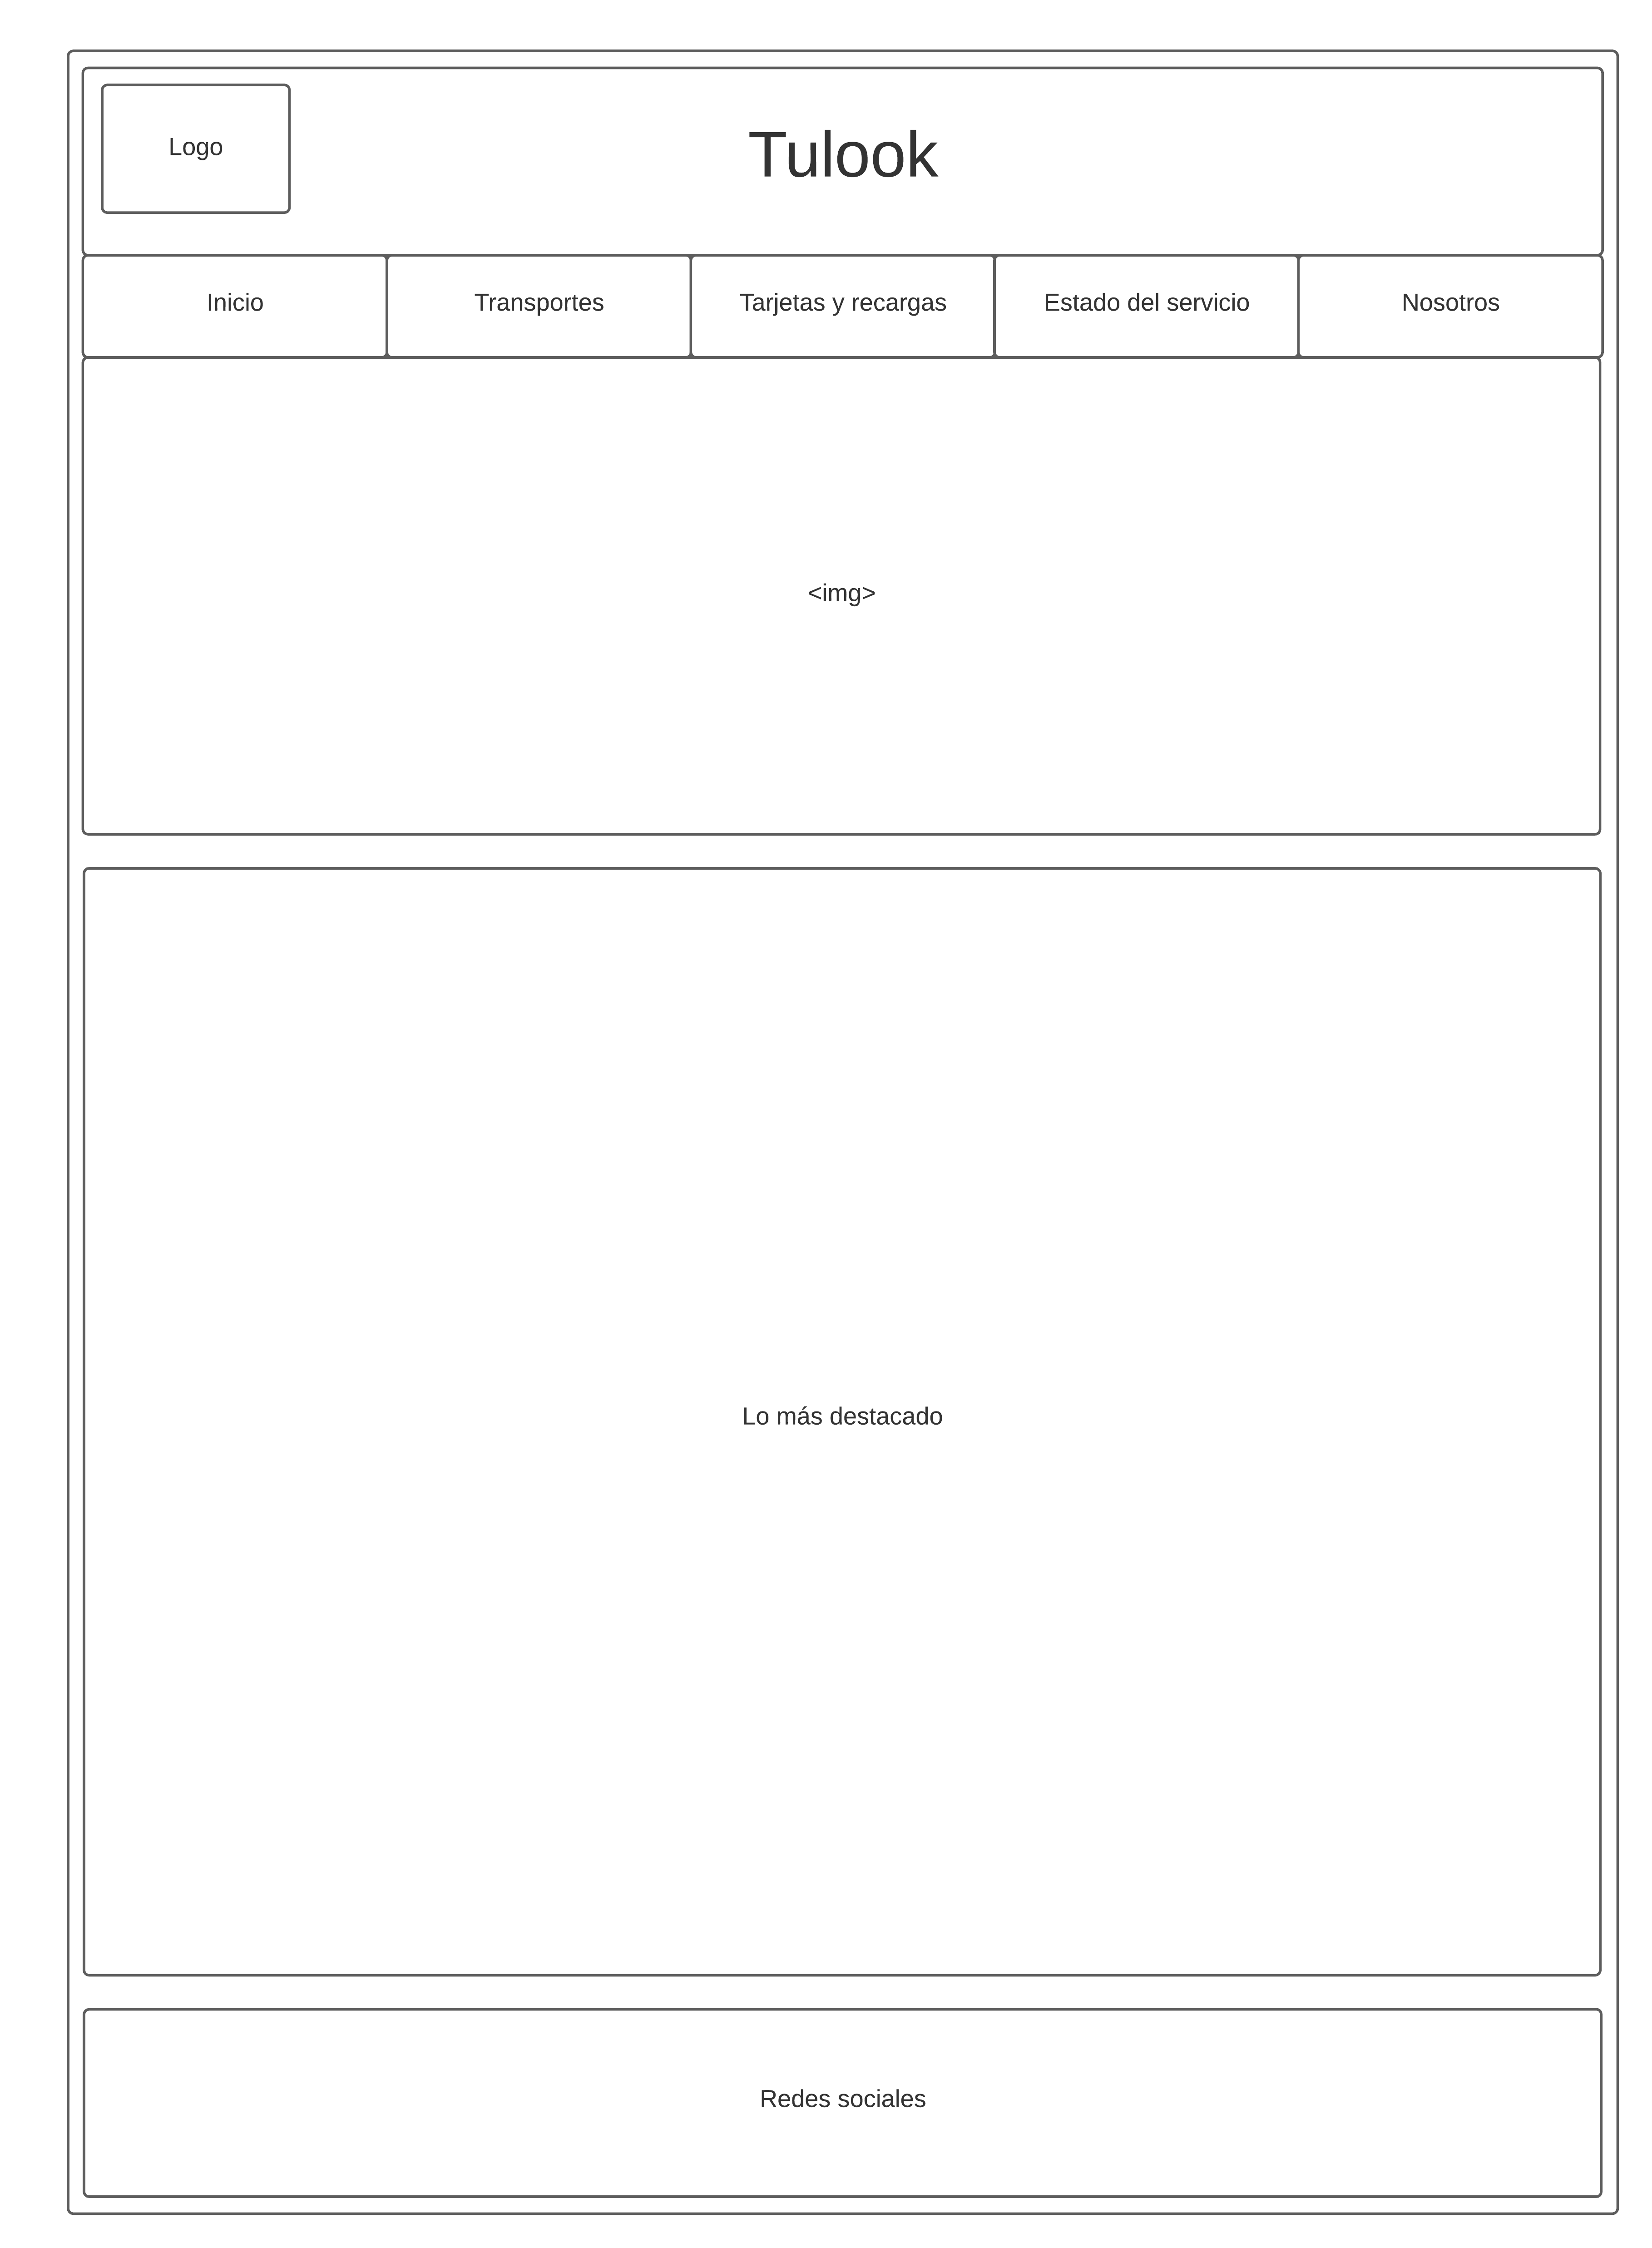 Logo
Tulook
Inicio
Transportes
Tarjetas y recargas
Estado del servicio
Nosotros
<img>
Lo más destacado
Redes sociales